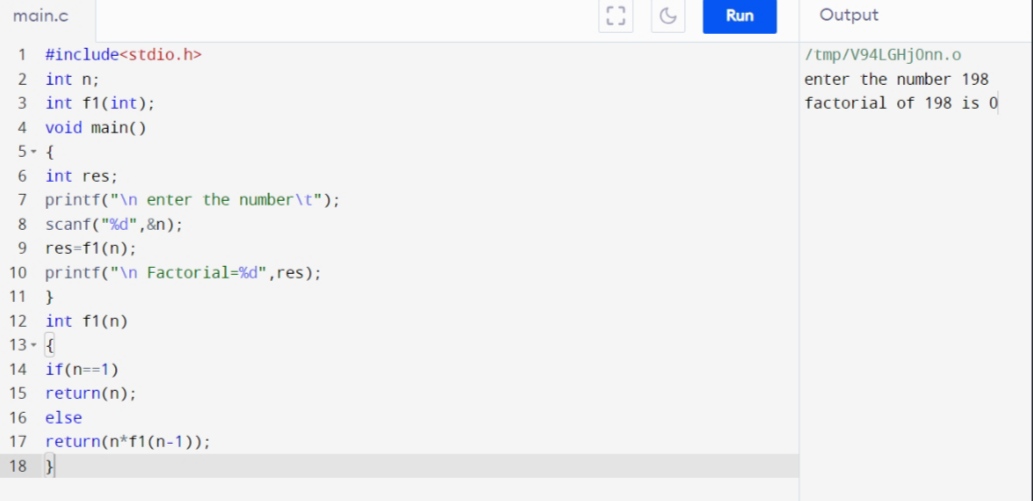 main.c
Run
Output
1 #include<stdio.h>
2 int n;
3 int f1(int);
4 void main()
5 {
6 int res;
7 printf("\n enter the number\t");
8 scanf("%d",&n);
9 res=f1(n);
10 printf("\n Factorial=%d",res);
11 }
12 int f1(n)
13 {
14 if(n==1)
15 return(n);
16 else
17 return(n*f1(n-1));
18 }
/tmp/V94LGHjOnn.o
enter the number 198
factorial of 198 is 0